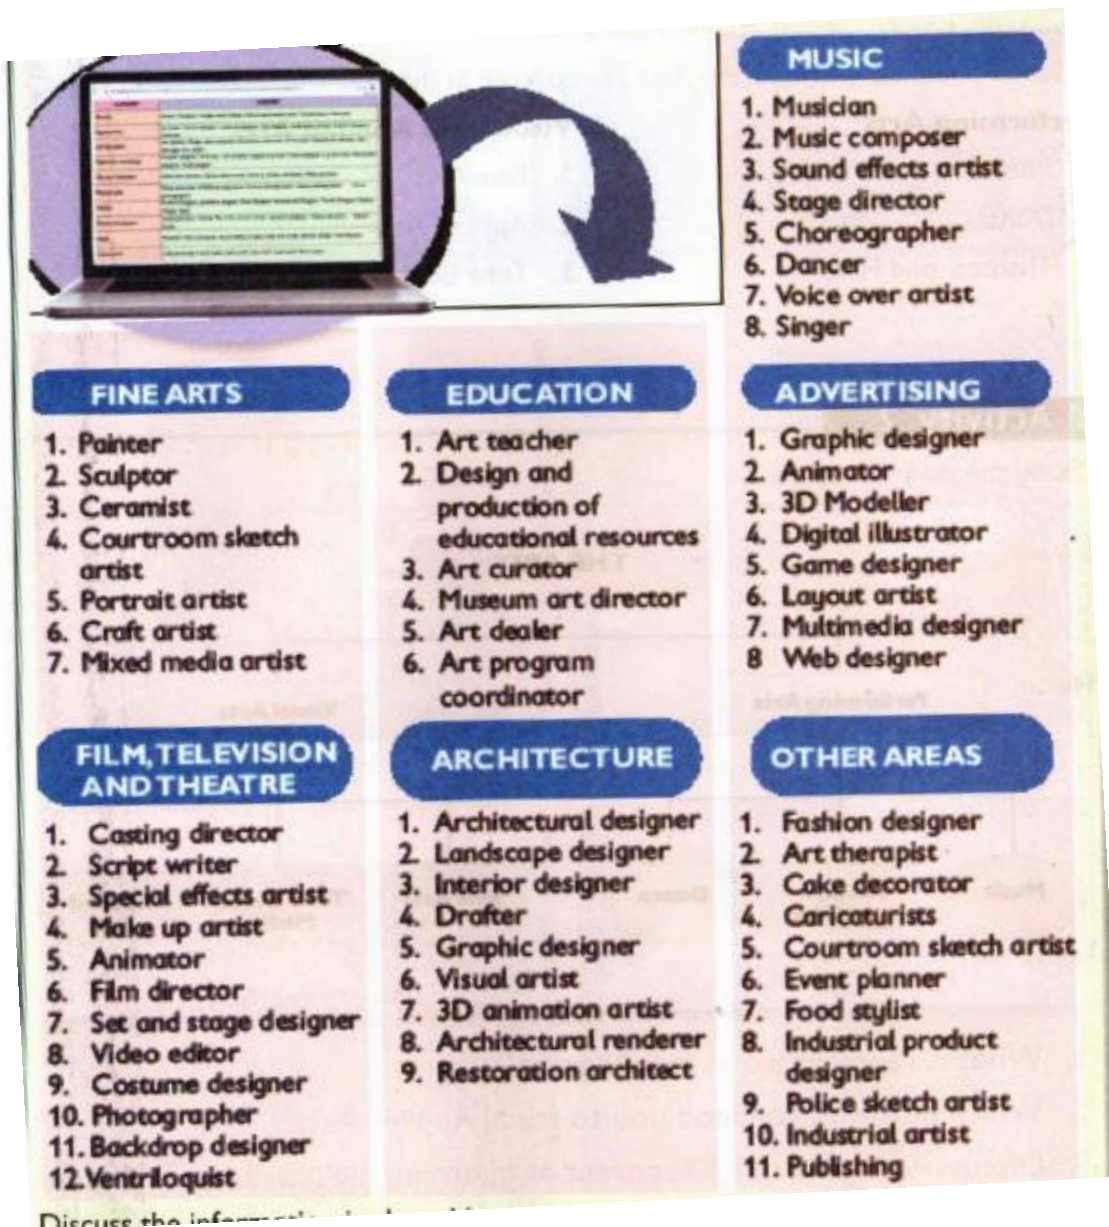 MUSIC
1. Musician
2. Music composer
3. Sound effects artist
4. Stage director
5. Choreographer
6. Dancer
7. Voice over artist
8. Singer
FINE ARTS
1. Painter
2. Sculptor
3. Ceramist
4. Courtroom sketch
artist
5. Portrait artist
6. Craft artist
7. Mixed media artist
EDUCATION
1. Art teacher
2. Design and
production of
educational resources
3. Art curator
4. Museum art director
5. Art dealer
6. Art program
coordinator
ADVERTISING
1. Graphic designer
2. Animator
3. 3D Modeller
4. Digital illustrator
5. Game designer
6. Layout artist
7. Multimedia designer
8 Web designer
FILM, TELEVISION
AND THEATRE
1. Casting director
2. Script writer
3. Special effects artist
4. Make up artist
5. Animator
6. Film director
7. Set and stage designer
8. Video editor
9. Costume designer
10. Photographer
11. Backdrop designer
12. Ventriloquist
ARCHITECTURE
1. Architectural designer
2. Landscape designer
3. Interior designer
4. Drafter
5. Graphic designer
6. Visual artist
7. 3D animation artist
8. Architectural renderer
9. Restoration architect
OTHER AREAS
1. Fashion designer
2. Art therapist
3. Cake decorator
4. Caricaturists
5. Courtroom sketch artist
6. Event planner
7. Food stylist
8. Industrial product
designer
9. Police sketch artist
10. Industrial artist
11. Publishing
Discuss the